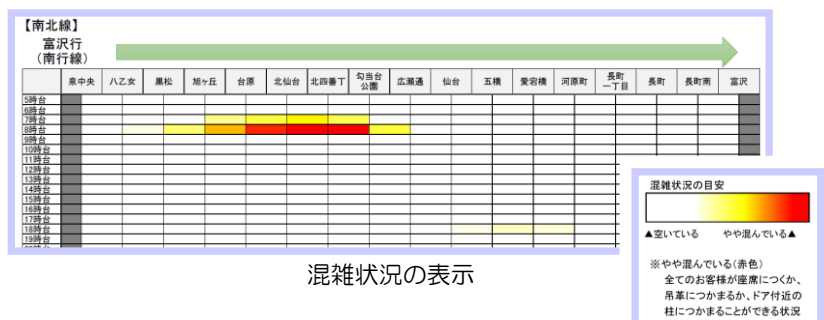 【南北線】
富沢行
（南行線）
泉中央 八乙女 黒松 旭ヶ丘 台原 北仙台 北四番丁 勾当台公園 広瀬通 仙台 五橋 愛宕橋 河原町 長町一丁目 長町 長町南 富沢
5時台
6時台
7時台
8時台
9時台
10時台
11時台
12時台
13時台
14時台
15時台
16時台
17時台
18時台
19時台
混雑状況の表示
混雑状況の目安
▲空いている やや混んでいる▲
※やや混んでいる(赤色)
全てのお客様が座席につくか、
吊革につかまるか、ドア付近の
柱につかまることができる状況